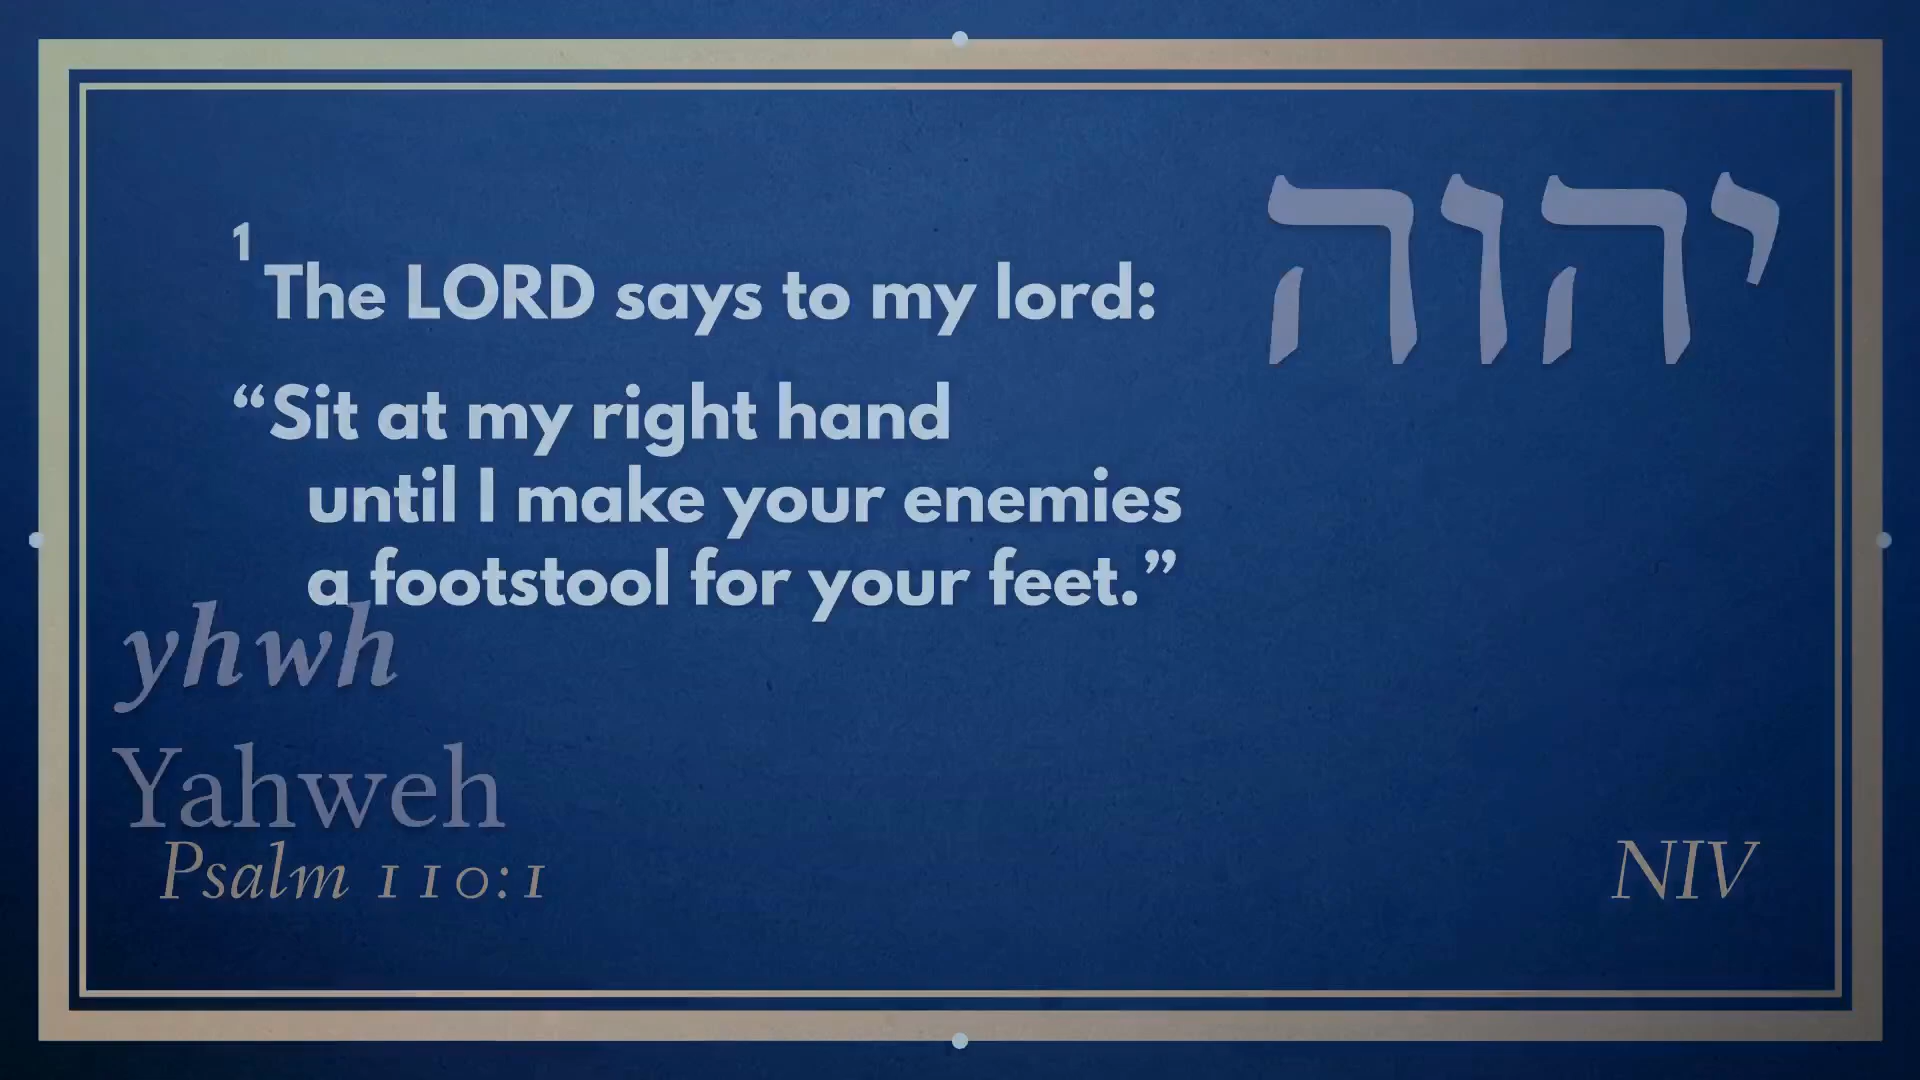 יהוה
1 The LORD says to my lord:
“Sit at my right hand
until I make your enemies
a footstool for your feet.”
yhwh
Yahweh
Psalm 110:1
NIV